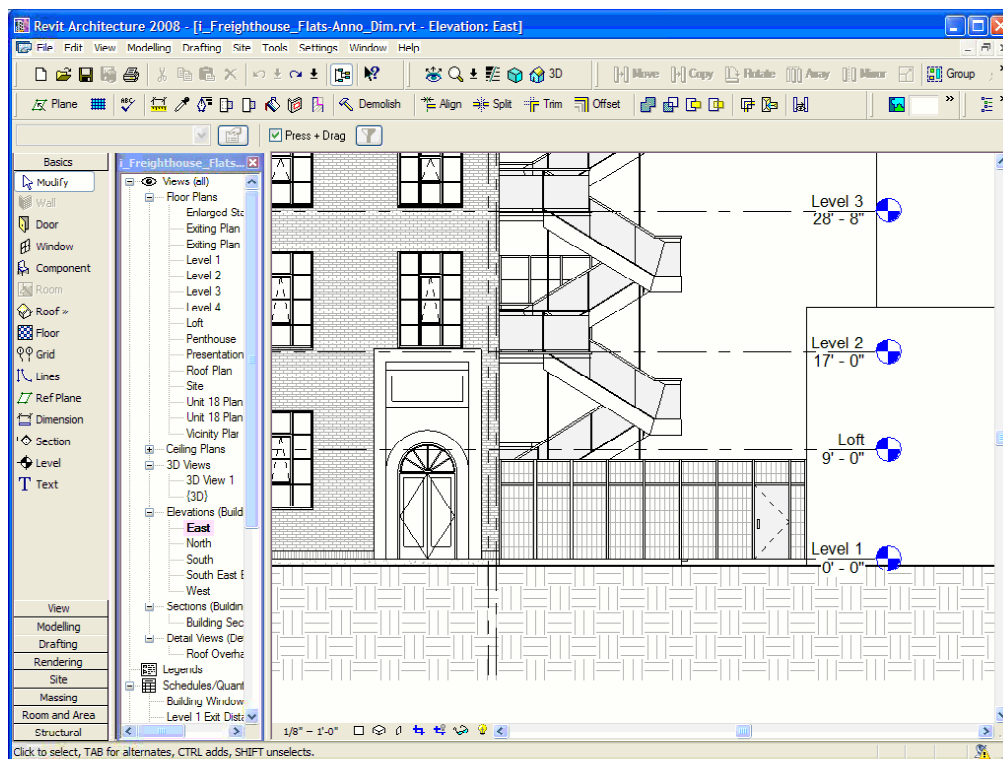 Revit Architecture 2008 - [i_Freighthouse_Flats-Anno_Dim.rvt - Elevation: East]
File Edit View Modelling Drafting Site Tools Settings Window Help
3D Move Copy Rotate Array Mirror Group
Plane ABC Demolish Align Split Trim Offset
Press + Drag
Basics
Modify
Wall
Door
Window
Component
Room
Roof »
Floor
Grid
Lines
Ref Plane
Dimension
Section
Level
Text
View
Modelling
Drafting
Rendering
Site
Massing
Room and Area
Structural
i_Freighthouse_Flats...
Views (all)
Floor Plans
Enlarged Sta
Exiting Plan
Exiting Plan
Level 1
Level 2
Level 3
Level 4
Loft
Penthouse
Presentation
Roof Plan
Site
Unit 18 Plan
Unit 18 Plan
Vicinity Plar
Ceiling Plans
3D Views
3D View 1
{3D}
Elevations (Build
East
North
South
South East E
West
Sections (Buildin
Building Sec
Detail Views (De
Roof Overha
Legends
Schedules/Quant
Building Window
Level 1 Exit Dista
Level 3
28' - 8"
Level 2
17' - 0"
Loft
9' - 0"
Level 1
0' - 0"
1/8" = 1'-0"
Click to select, TAB for alternates, CTRL adds, SHIFT unselects.